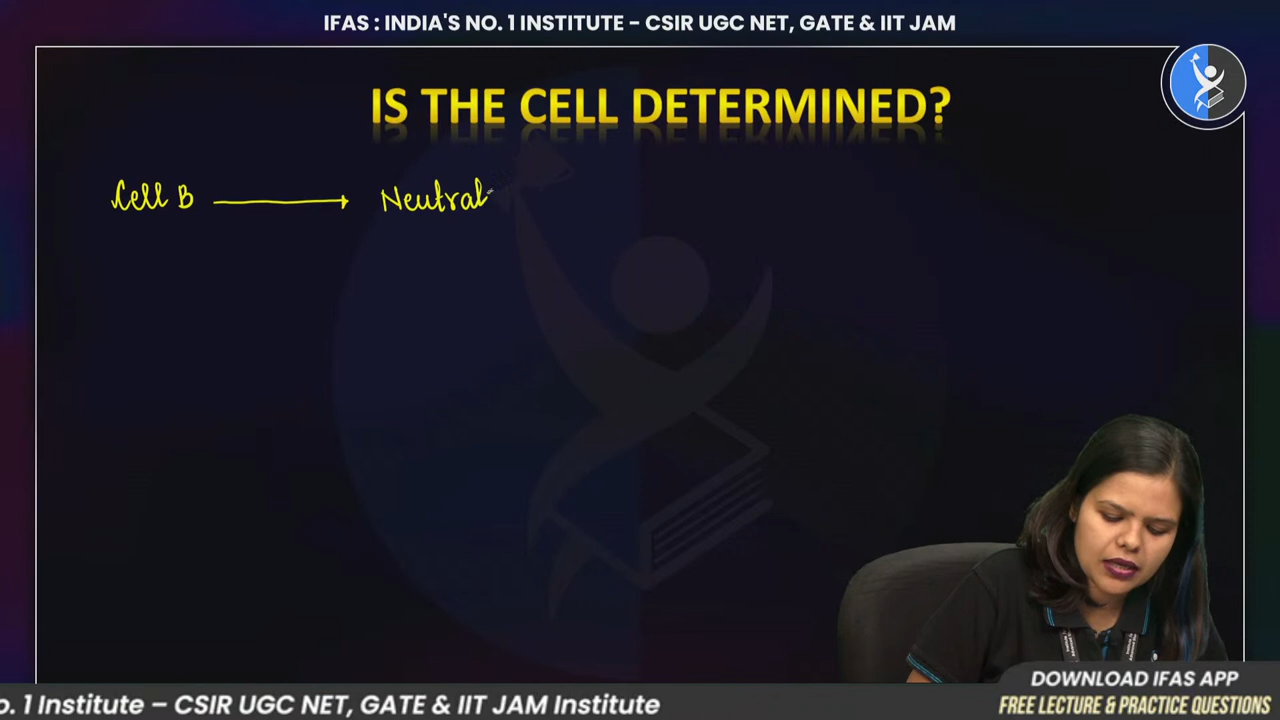 IFAS : INDIA'S NO. 1 INSTITUTE - CSIR UGC NET, GATE & IIT JAM
IS THE CELL DETERMINED?
Cell B → Neutral
DOWNLOAD IFAS APP
FREE LECTURE & PRACTICE QUESTIONS
o. 1 Institute – CSIR UGC NET, GATE & IIT JAM Institute